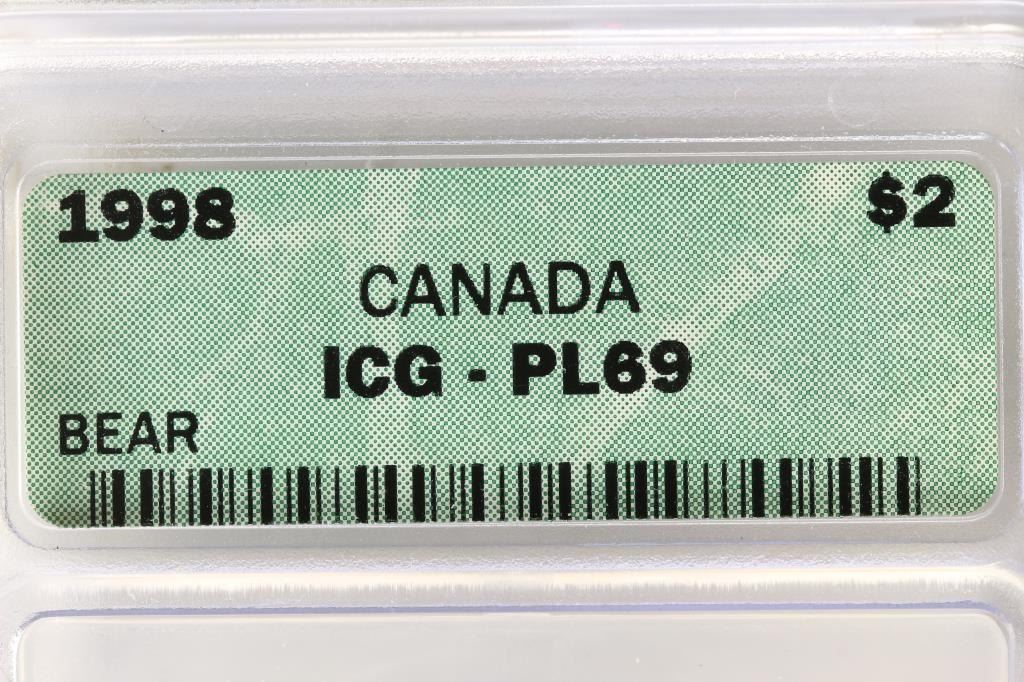 1998 $2
CANADA
ICG - PL69
BEAR